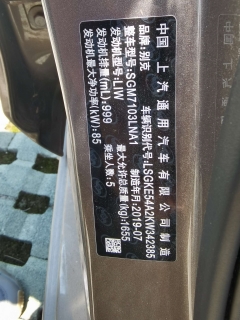 中国 上汽通用汽车有限公司制造
品牌:别克
整车型号:SGM7103LNA1
发动机型号:LIW
发动机排量(mL):999
发动机最大净功率(kW):85
车辆识别代号:LSGKE54A2KW342385
制造年月:2019-07
最大允许总质量(kg):1655
乘坐人数:5